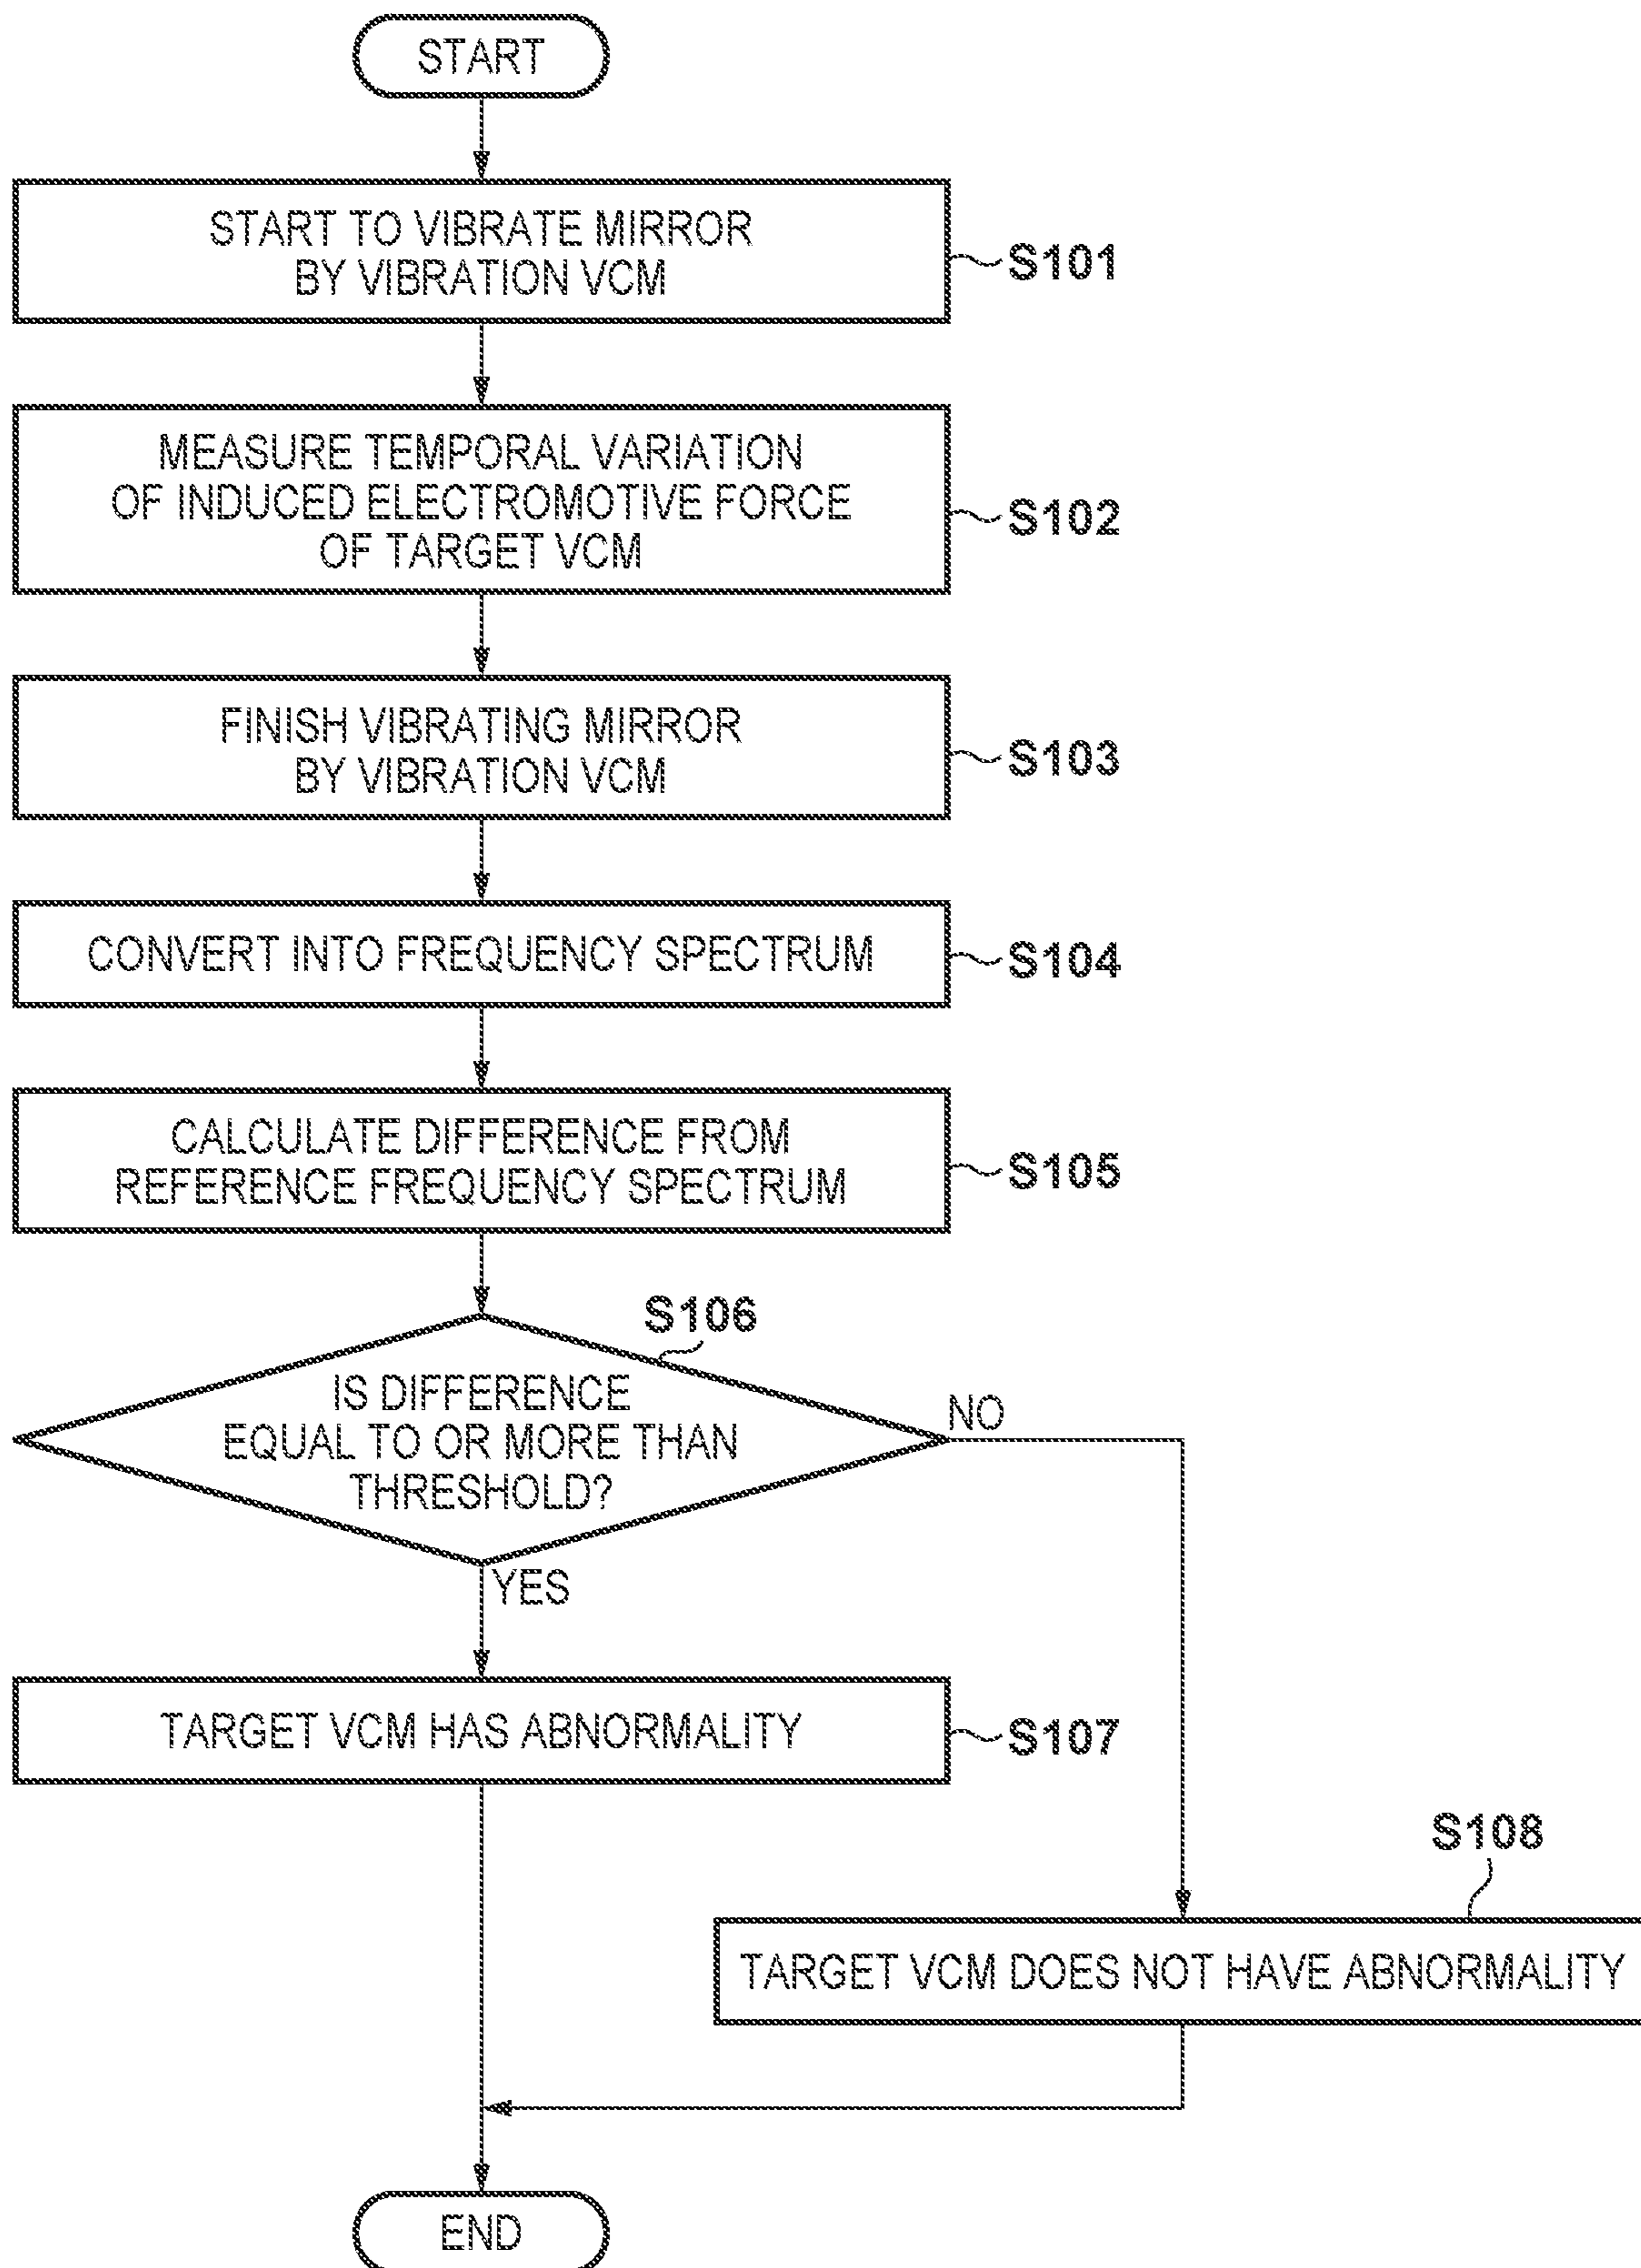 START
START TO VIBRATE MIRROR
BY VIBRATION VCM
S101
MEASURE TEMPORAL VARIATION
OF INDUCED ELECTROMOTIVE FORCE
OF TARGET VCM
S102
FINISH VIBRATING MIRROR
BY VIBRATION VCM
S103
CONVERT INTO FREQUENCY SPECTRUM
S104
CALCULATE DIFFERENCE FROM
REFERENCE FREQUENCY SPECTRUM
S105
S106
IS DIFFERENCE
EQUAL TO OR MORE THAN
THRESHOLD?
NO
YES
TARGET VCM HAS ABNORMALITY
S107
S108
TARGET VCM DOES NOT HAVE ABNORMALITY
END